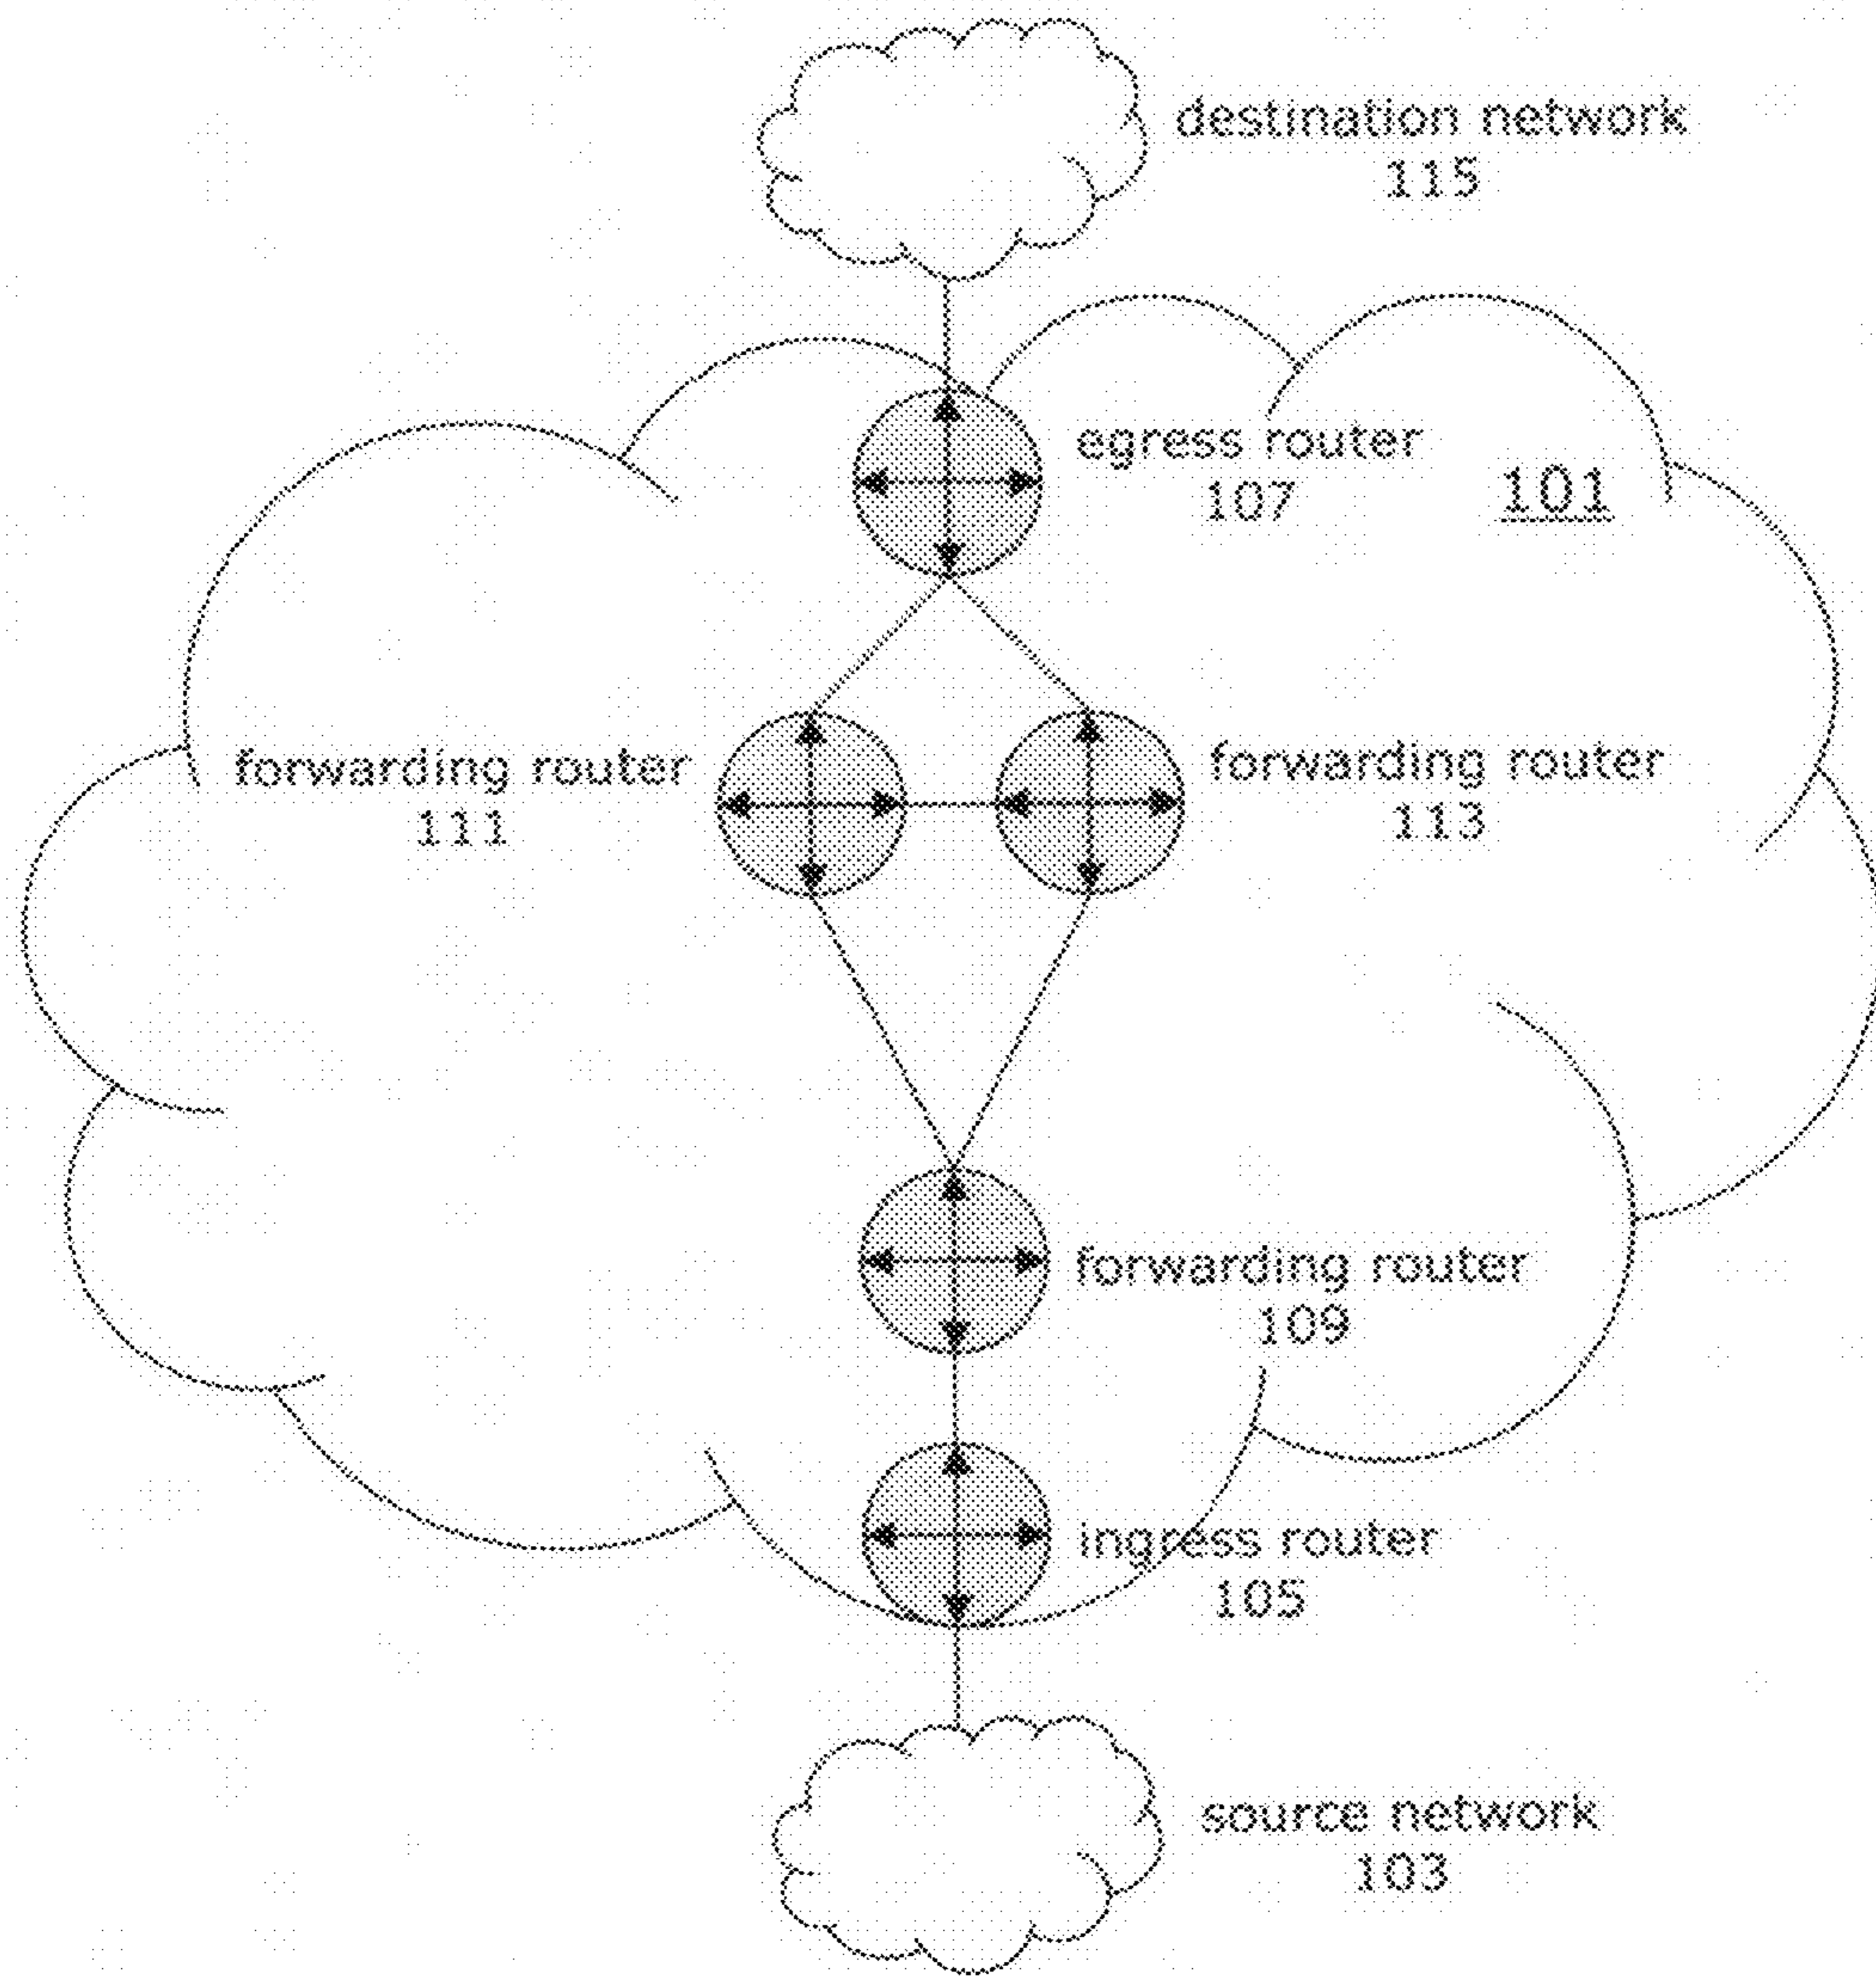 destination network
115
egress router
107
101
forwarding router
111
forwarding router
113
forwarding router
109
ingress router
105
source network
103